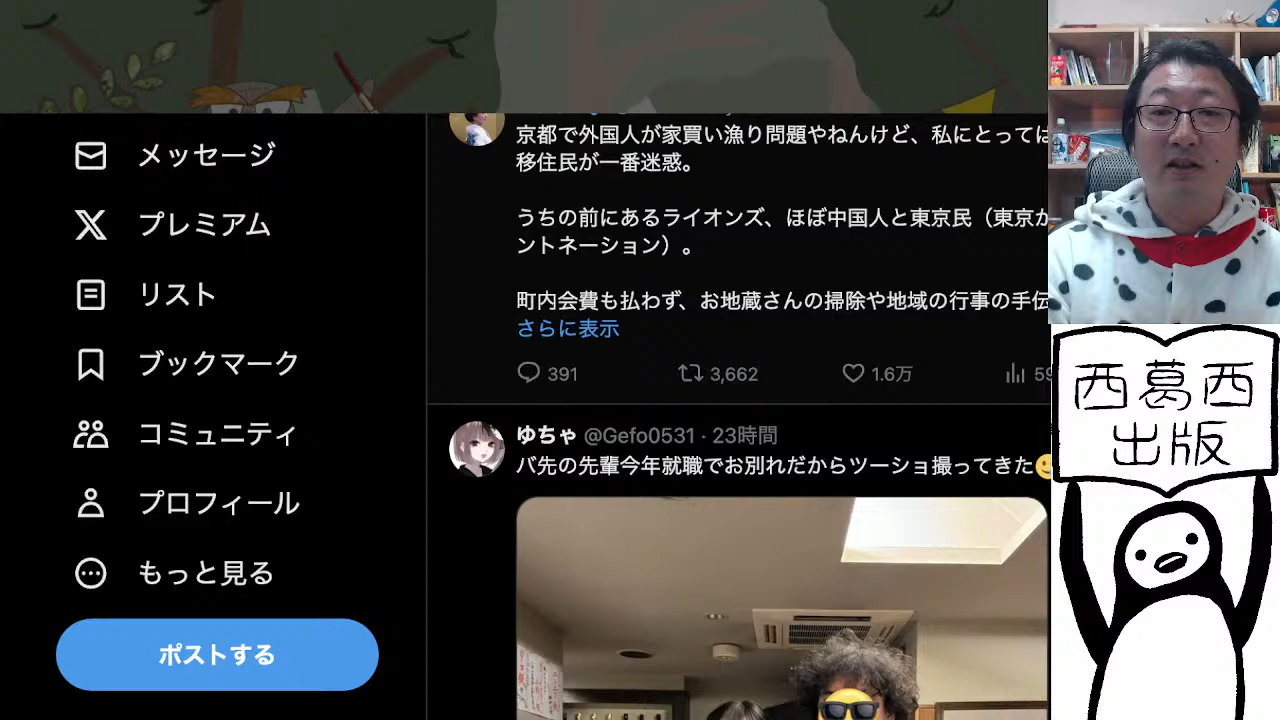 メッセージ
プレミアム
リスト
ブックマーク
コミュニティ
プロフィール
もっと見る
ポストする
京都で外国人が家買い漁り問題やねんけど、私にとっては
移住民が一番迷惑。
うちの前にあるライオンズ、ほぼ中国人と東京民（東京か
ントネーション）。
町内会費も払わず、お地蔵さんの掃除や地域の行事の手伝
さらに表示
391 3,662 1.6万 59
ゆちゃ @Gefo0531 · 23時間
バ先の先輩今年就職でお別れだからツーショ撮ってきた
西葛西
出版